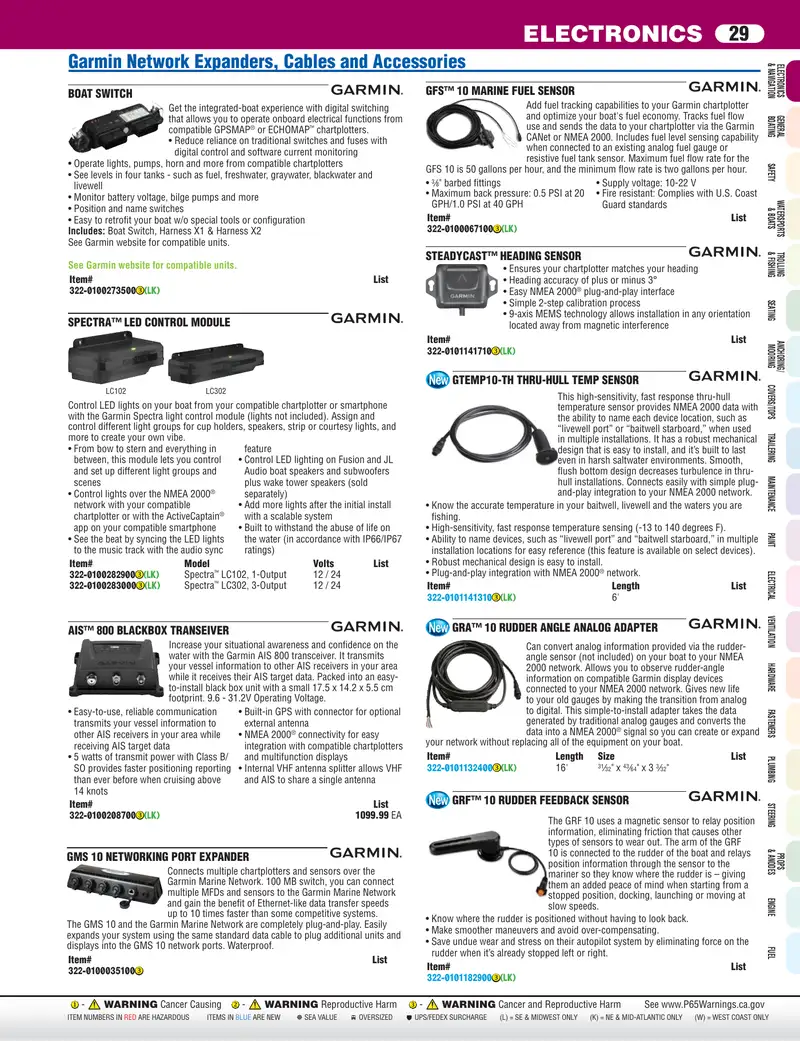 ELECTRONICS 29
Garmin Network Expanders, Cables and Accessories
BOAT SWITCH
GARMIN.
Get the integrated-boat experience with digital switching
that allows you to operate onboard electrical functions from
compatible GPSMAP® or ECHOMAP™ chartplotters.
• Reduce reliance on traditional switches and fuses with
digital control and software current monitoring
• Operate lights, pumps, horn and more from compatible chartplotters
• See levels in four tanks - such as fuel, freshwater, graywater, blackwater and
livewell
• Monitor battery voltage, bilge pumps and more
• Position and name switches
• Easy to retrofit your boat w/o special tools or configuration
Includes: Boat Switch, Harness X1 & Harness X2
See Garmin website for compatible units.
See Garmin website for compatible units.
Item# List
322-0100273500 3 (LK)
SPECTRA™ LED CONTROL MODULE
GARMIN.
LC102 LC302
Control LED lights on your boat from your compatible chartplotter or smartphone
with the Garmin Spectra light control module (lights not included). Assign and
control different light groups for cup holders, speakers, strip or courtesy lights, and
more to create your own vibe.
• From bow to stern and everything in
between, this module lets you control
and set up different light groups and
scenes
• Control lights over the NMEA 2000®
network with your compatible
chartplotter or with the ActiveCaptain®
app on your compatible smartphone
• See the beat by syncing the LED lights
to the music track with the audio sync
feature
• Control LED lighting on Fusion and JL
Audio boat speakers and subwoofers
plus wake tower speakers (sold
separately)
• Add more lights after the initial install
with a scalable system
• Built to withstand the abuse of life on
the water (in accordance with IP66/IP67
ratings)
Item# Model Volts List
322-0100282900 3 (LK) Spectra™ LC102, 1-Output 12 / 24
322-0100283000 3 (LK) Spectra™ LC302, 3-Output 12 / 24
AIS™ 800 BLACKBOX TRANSEIVER
GARMIN.
Increase your situational awareness and confidence on the
water with the Garmin AIS 800 transceiver. It transmits
your vessel information to other AIS receivers in your area
while it receives their AIS target data. Packed into an easy-
to-install black box unit with a small 17.5 x 14.2 x 5.5 cm
footprint. 9.6 - 31.2V Operating Voltage.
• Easy-to-use, reliable communication
transmits your vessel information to
other AIS receivers in your area while
receiving AIS target data
• 5 watts of transmit power with Class B/
SO provides faster positioning reporting
than ever before when cruising above
14 knots
• Built-in GPS with connector for optional
external antenna
• NMEA 2000® connectivity for easy
integration with compatible chartplotters
and multifunction displays
• Internal VHF antenna splitter allows VHF
and AIS to share a single antenna
Item# List
322-0100208700 3 (LK) 1099.99 EA
GMS 10 NETWORKING PORT EXPANDER
GARMIN.
Connects multiple chartplotters and sensors over the
Garmin Marine Network. 100 MB switch, you can connect
multiple MFDs and sensors to the Garmin Marine Network
and gain the benefit of Ethernet-like data transfer speeds
up to 10 times faster than some competitive systems.
The GMS 10 and the Garmin Marine Network are completely plug-and-play. Easily
expands your system using the same standard data cable to plug additional units and
displays into the GMS 10 network ports. Waterproof.
Item# List
322-0100035100 3
GFS™ 10 MARINE FUEL SENSOR
GARMIN.
Add fuel tracking capabilities to your Garmin chartplotter
and optimize your boat's fuel economy. Tracks fuel flow
use and sends the data to your chartplotter via the Garmin
CANet or NMEA 2000. Includes fuel level sensing capability
when connected to an existing analog fuel gauge or
resistive fuel tank sensor. Maximum fuel flow rate for the
GFS 10 is 50 gallons per hour, and the minimum flow rate is two gallons per hour.
• ⅜" barbed fittings
• Maximum back pressure: 0.5 PSI at 20
GPH/1.0 PSI at 40 GPH
• Supply voltage: 10-22 V
• Fire resistant: Complies with U.S. Coast
Guard standards
Item# List
322-0100067100 3 (LK)
STEADYCAST™ HEADING SENSOR
GARMIN.
GARMIN
• Ensures your chartplotter matches your heading
• Heading accuracy of plus or minus 3°
• Easy NMEA 2000® plug-and-play interface
• Simple 2-step calibration process
• 9-axis MEMS technology allows installation in any orientation
located away from magnetic interference
Item# List
322-0101141710 3 (LK)
New GTEMP10-TH THRU-HULL TEMP SENSOR
GARMIN.
This high-sensitivity, fast response thru-hull
temperature sensor provides NMEA 2000 data with
the ability to name each device location, such as
“livewell port” or “baitwell starboard,” when used
in multiple installations. It has a robust mechanical
design that is easy to install, and it’s built to last
even in harsh saltwater environments. Smooth,
flush bottom design decreases turbulence in thru-
hull installations. Connects easily with simple plug-
and-play integration to your NMEA 2000 network.
• Know the accurate temperature in your baitwell, livewell and the waters you are
fishing.
• High-sensitivity, fast response temperature sensing (-13 to 140 degrees F).
• Ability to name devices, such as “livewell port” and “baitwell starboard,” in multiple
installation locations for easy reference (this feature is available on select devices).
• Robust mechanical design is easy to install.
• Plug-and-play integration with NMEA 2000® network.
Item# Length List
322-0101141310 3 (LK) 6'
New GRA™ 10 RUDDER ANGLE ANALOG ADAPTER
GARMIN.
Can convert analog information provided via the rudder-
angle sensor (not included) on your boat to your NMEA
2000 network. Allows you to observe rudder-angle
information on compatible Garmin display devices
connected to your NMEA 2000 network. Gives new life
to your old gauges by making the transition from analog
to digital. This simple-to-install adapter takes the data
generated by traditional analog gauges and converts the
data into a NMEA 2000® signal so you can create or expand
your network without replacing all of the equipment on your boat.
Item# Length Size List
322-0101132400 3 (LK) 16'
New GRF™ 10 RUDDER FEEDBACK SENSOR
GARMIN.
The GRF 10 uses a magnetic sensor to relay position
information, eliminating friction that causes other
types of sensors to wear out. The arm of the GRF
10 is connected to the rudder of the boat and relays
position information through the sensor to the
mariner so they know where the rudder is – giving
them an added peace of mind when starting from a
stopped position, docking, launching or moving at
slow speeds.
• Know where the rudder is positioned without having to look back.
• Make smoother maneuvers and avoid over-compensating.
• Save undue wear and stress on their autopilot system by eliminating force on the
rudder when it’s already stopped left or right.
Item# List
322-0101182900 3 (LK)
ELECTRONICS
& NAVIGATION
GENERAL
BOATING
SAFETY
WATERSPORTS
& BOATS
TROLLING
& FISHING
SEATING
ANCHORING/
MOORING
COVERS/TOPS
TRAILERING
MAINTENANCE
PAINT
ELECTRICAL
VENTILATION
HARDWARE
FASTENERS
PLUMBING
STEERING
PROPS
& ANODES
ENGINE
FUEL
1 - WARNING Cancer Causing 2 - WARNING Reproductive Harm 3 - WARNING Cancer and Reproductive Harm See www.P65Warnings.ca.gov
ITEM NUMBERS IN RED ARE HAZARDOUS ITEMS IN BLUE ARE NEW SEA VALUE OVERSIZED UPS/FEDEX SURCHARGE (L) = SE & MIDWEST ONLY (K) = NE & MID-ATLANTIC ONLY (W) = WEST COAST ONLY